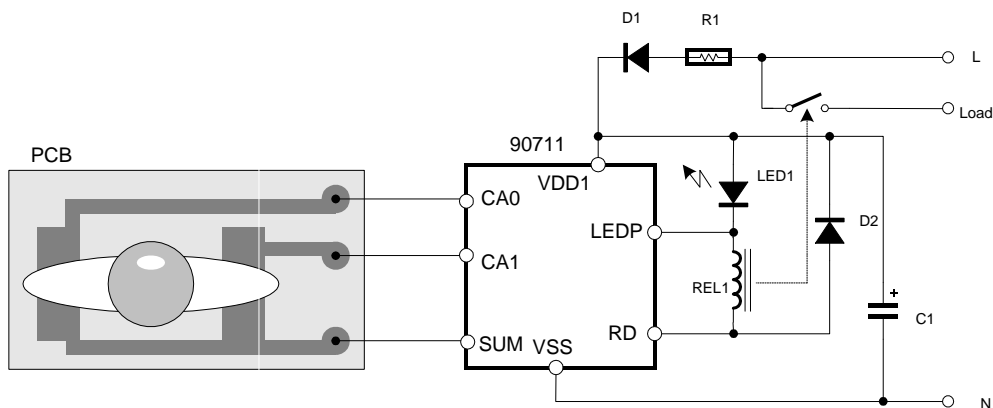 D1
R1
L
Load
PCB
90711
VDD1
LED1
CA0
LEDP
D2
CA1
REL1
+
C1
RD
SUM
VSS
N